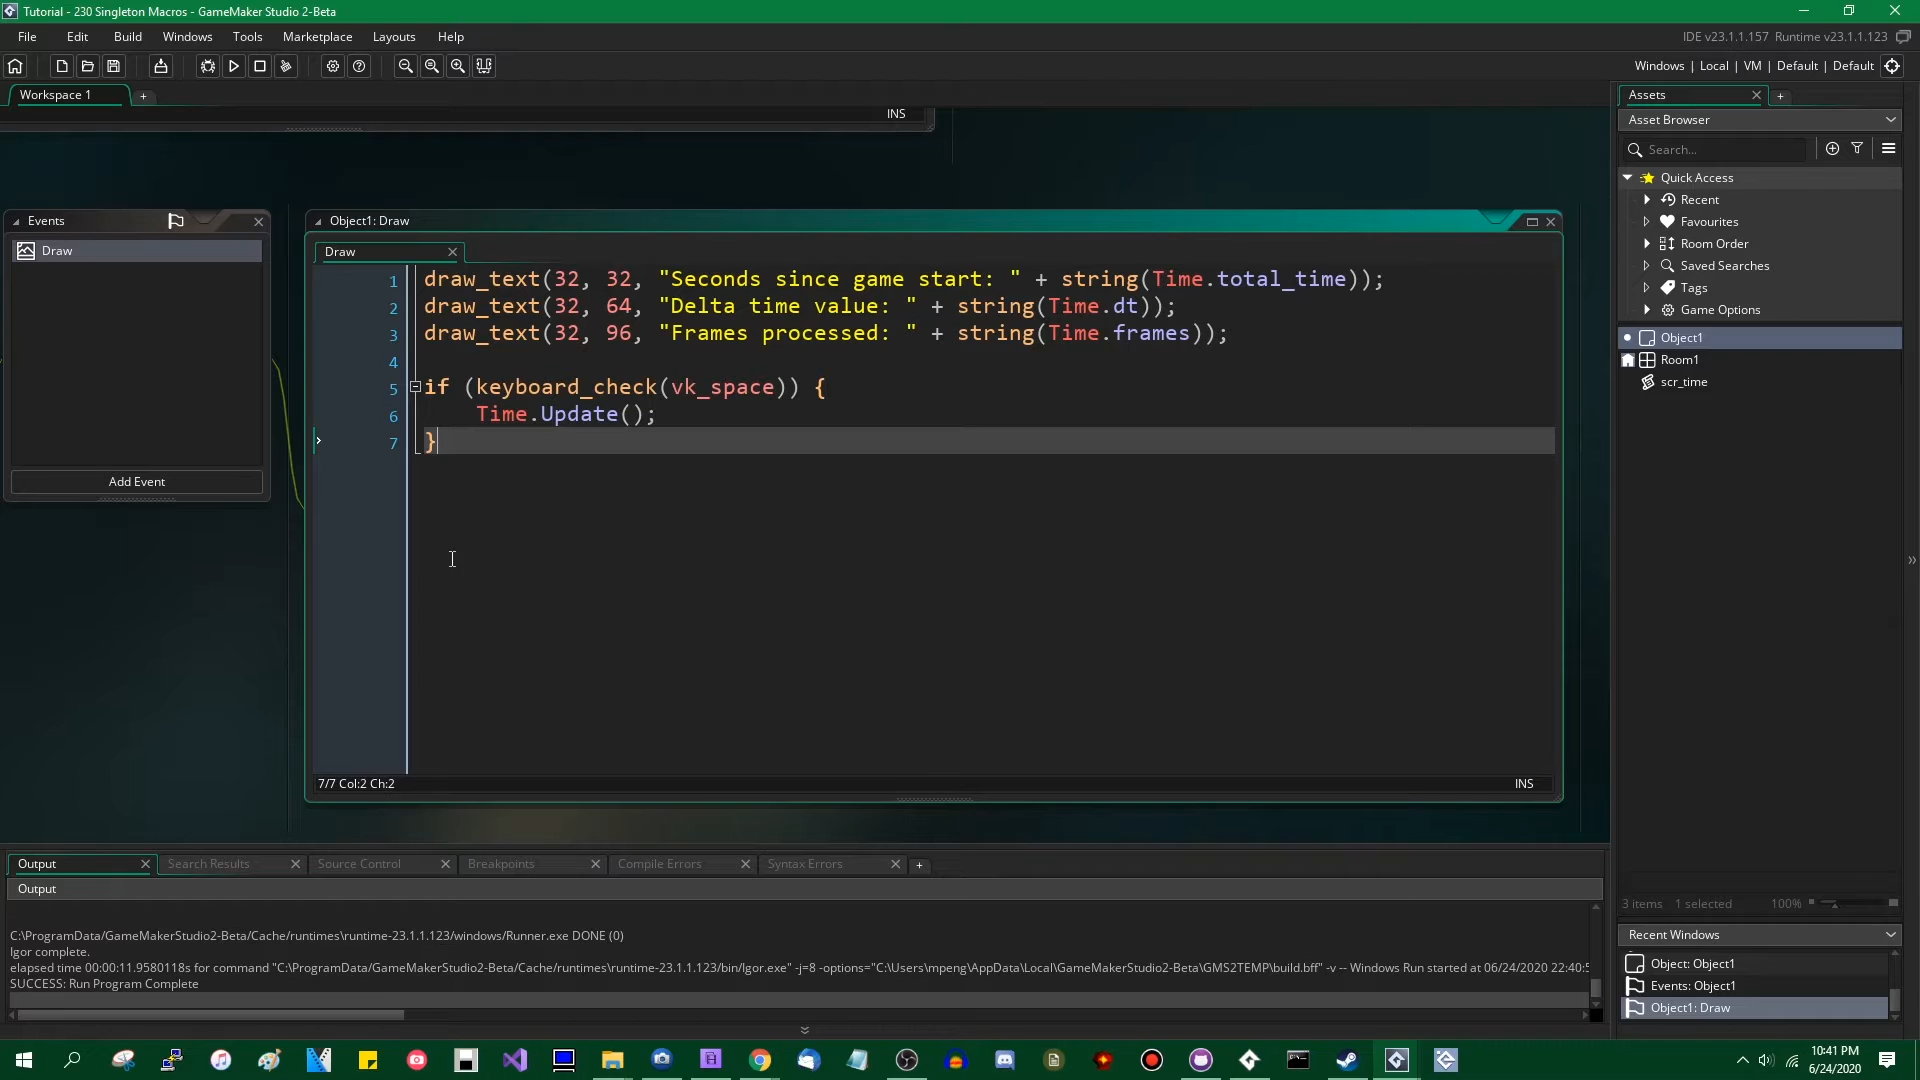 Tutorial - 230 Singleton Macros - GameMaker Studio 2-Beta
File Edit Build Windows Tools Marketplace Layouts Help
IDE v23.1.1.157 Runtime v23.1.1.123
Windows | Local | VM | Default | Default
Workspace 1
Assets
Asset Browser
INS
Search...
Quick Access
Recent
Favourites
Room Order
Saved Searches
Tags
Game Options
Object1
Room1
scr_time
Events
Draw
Add Event
Object1: Draw
Draw
1 draw_text(32, 32, "Seconds since game start: " + string(Time.total_time));
2 draw_text(32, 64, "Delta time value: " + string(Time.dt));
3 draw_text(32, 96, "Frames processed: " + string(Time.frames));
4
5 if (keyboard_check(vk_space)) {
6 Time.Update();
7 }
7/7 Col:2 Ch:2
INS
3 items 1 selected 100%
Output Search Results Source Control Breakpoints Compile Errors Syntax Errors
Output
C:\ProgramData/GameMakerStudio2-Beta/Cache/runtimes\runtime-23.1.1.123/windows/Runner.exe DONE (0)
Igor complete.
elapsed time 00:00:11.9580118s for command "C:\ProgramData/GameMakerStudio2-Beta/Cache/runtimes\runtime-23.1.1.123/bin/Igor.exe" -j=8 -options="C:\Users\mpeng\AppData\Local\GameMakerStudio2-Beta\GMS2TEMP\build.bff" -v -- Windows Run started at 06/24/2020 22:40:5
SUCCESS: Run Program Complete
Recent Windows
Object: Object1
Events: Object1
Object1: Draw
10:41 PM
6/24/2020